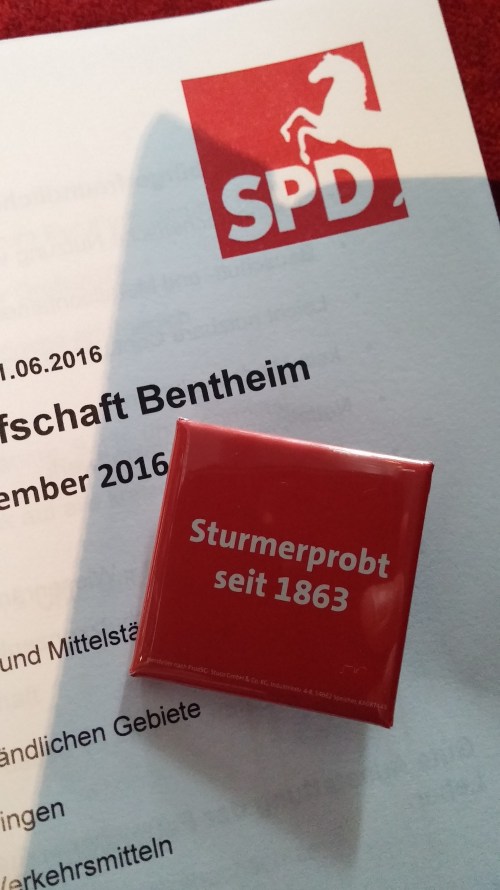 SPD
1.06.2016
fschaft Bentheim
ember 2016
Sturmerprobt
seit 1863
und Mittelstä
ändlichen Gebiete
ingen
Verkehrsmitteln